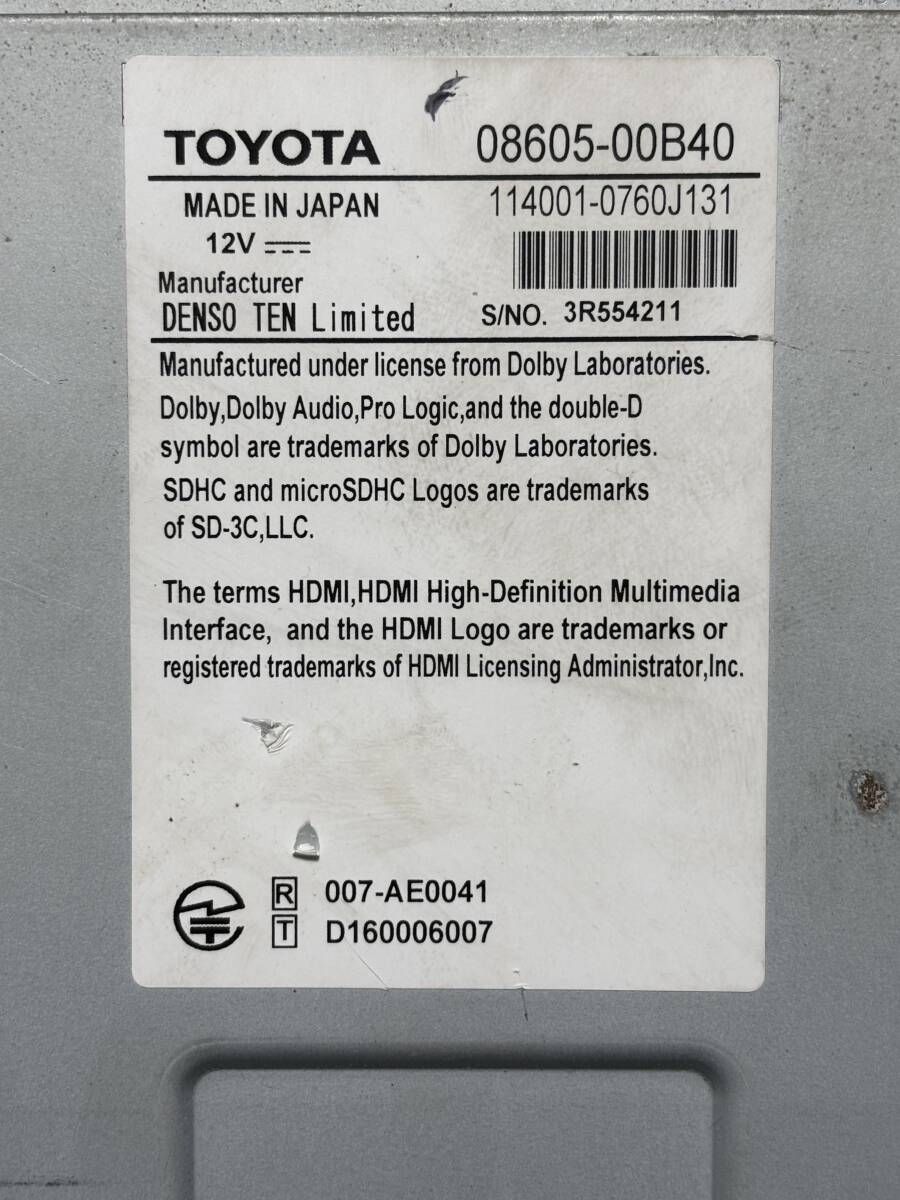 TOYOTA 08605-00B40
MADE IN JAPAN 114001-0760J131
12V
Manufacturer
DENSO TEN Limited S/NO. 3R554211
Manufactured under license from Dolby Laboratories.
Dolby,Dolby Audio,Pro Logic,and the double-D
symbol are trademarks of Dolby Laboratories.
SDHC and microSDHC Logos are trademarks
of SD-3C,LLC.
The terms HDMI,HDMI High-Definition Multimedia
Interface, and the HDMI Logo are trademarks or
registered trademarks of HDMI Licensing Administrator,Inc.
R 007-AE0041
T D160006007